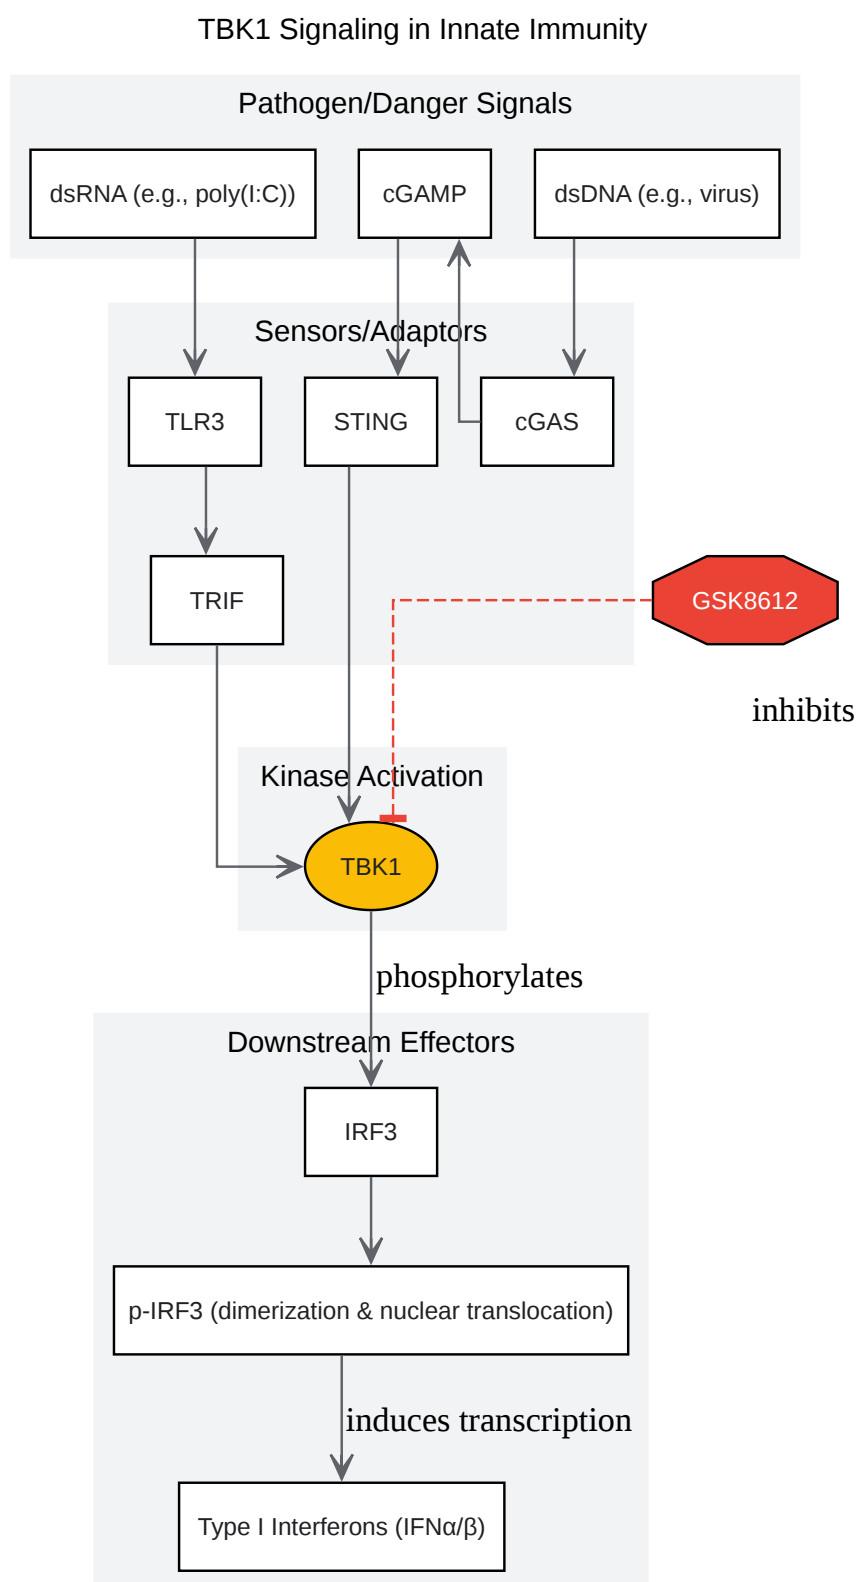 TBK1 Signaling in Innate Immunity
Pathogen/Danger Signals
dsRNA (e.g., poly(I:C))
cGAMP
dsDNA (e.g., virus)
Sensors/Adaptors
TLR3
STING
cGAS
TRIF
GSK8612
inhibits
Kinase Activation
TBK1
phosphorylates
Downstream Effectors
IRF3
p-IRF3 (dimerization & nuclear translocation)
induces transcription
Type I Interferons (IFNα/β)